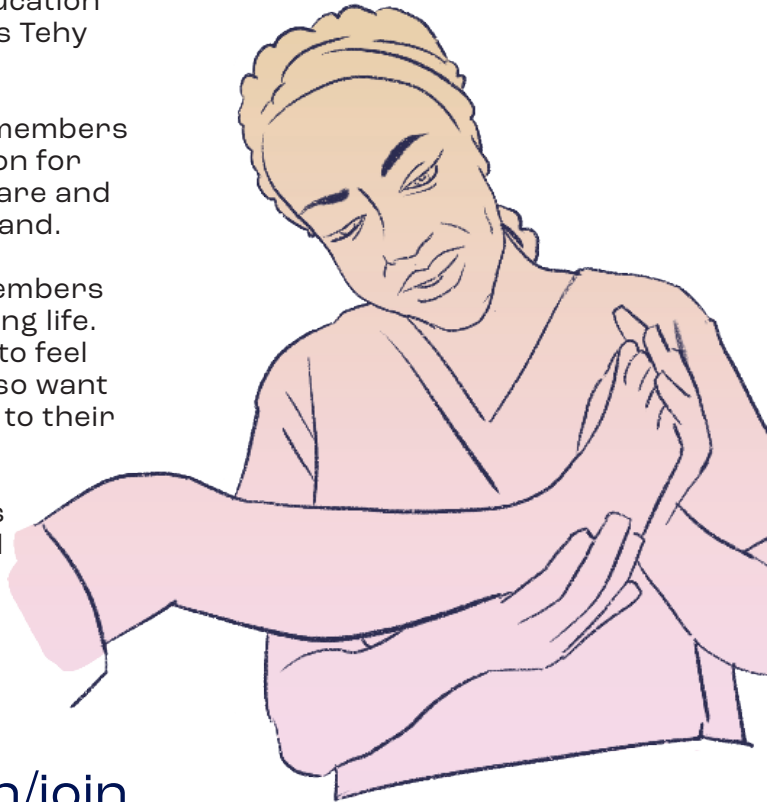 ucation
s Tehy
members
on for
are and
and.
embers
ng life.
to feel
so want
to their
s
n/join